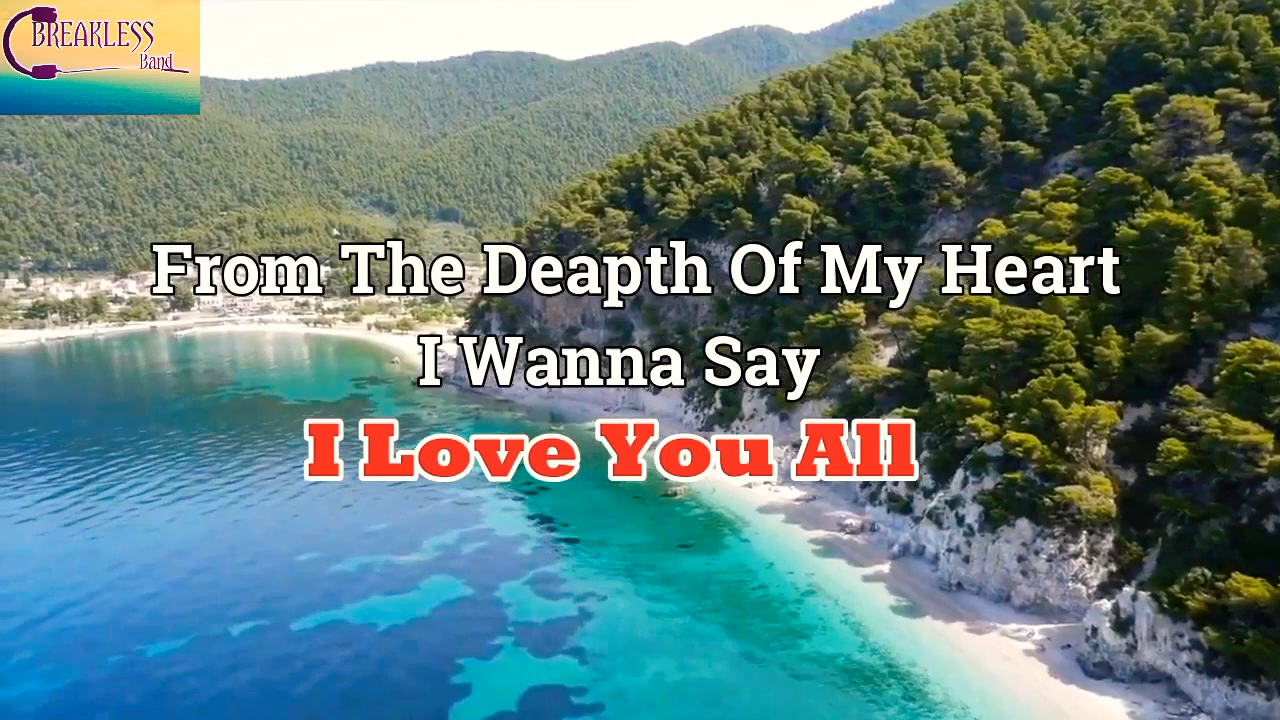 BREAKLESS
Band
From The Deapth Of My Heart
I Wanna Say
I Love You All